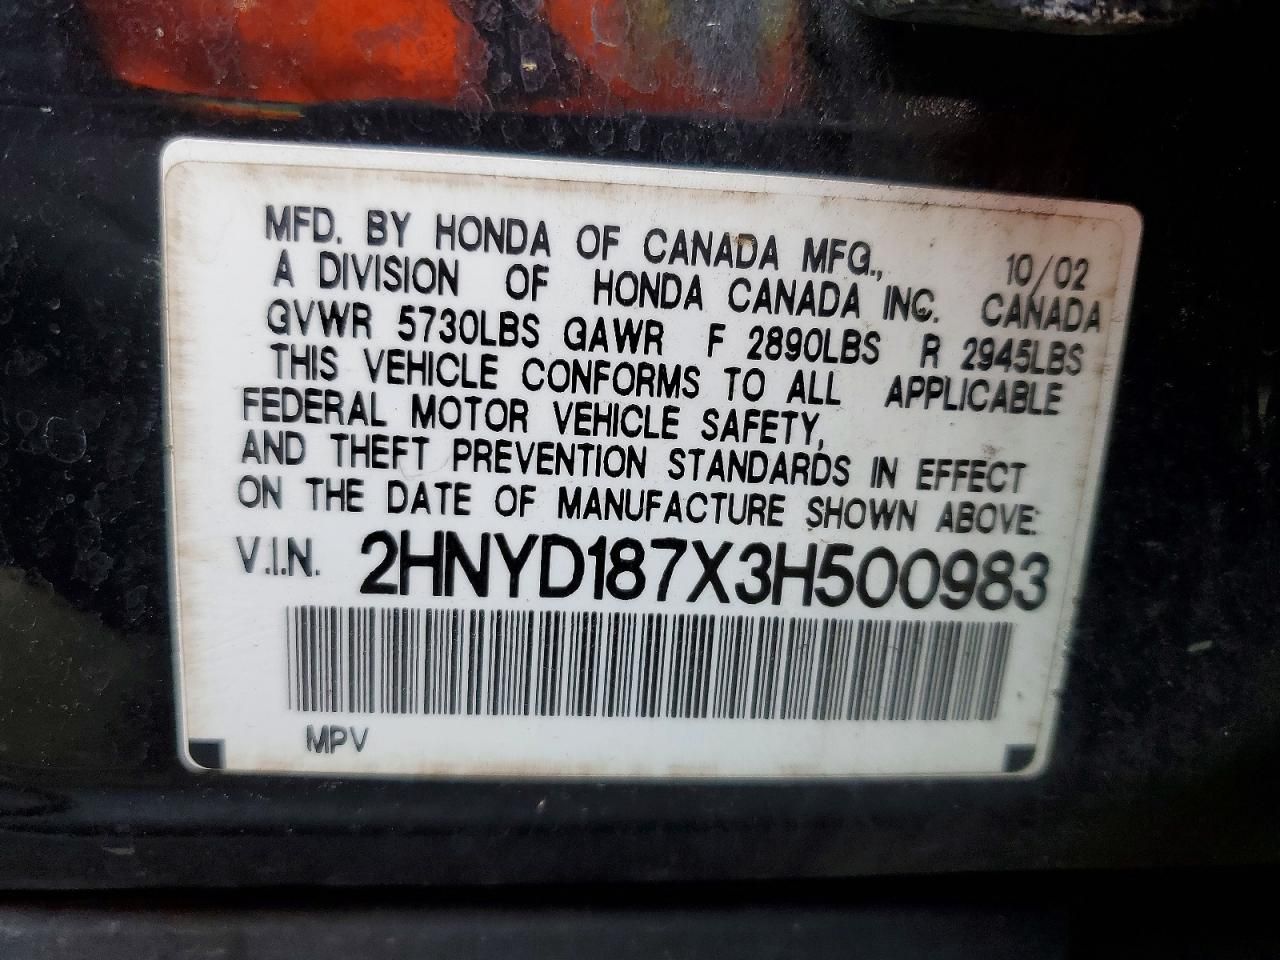 MFD. BY HONDA OF CANADA MFG., 10/02
A DIVISION OF HONDA CANADA INC. CANADA
GVWR 5730LBS GAWR F 2890LBS R 2945LBS
THIS VEHICLE CONFORMS TO ALL APPLICABLE
FEDERAL MOTOR VEHICLE SAFETY,
AND THEFT PREVENTION STANDARDS IN EFFECT
ON THE DATE OF MANUFACTURE SHOWN ABOVE:
V.I.N. 2HNYD187X3H500983
MPV